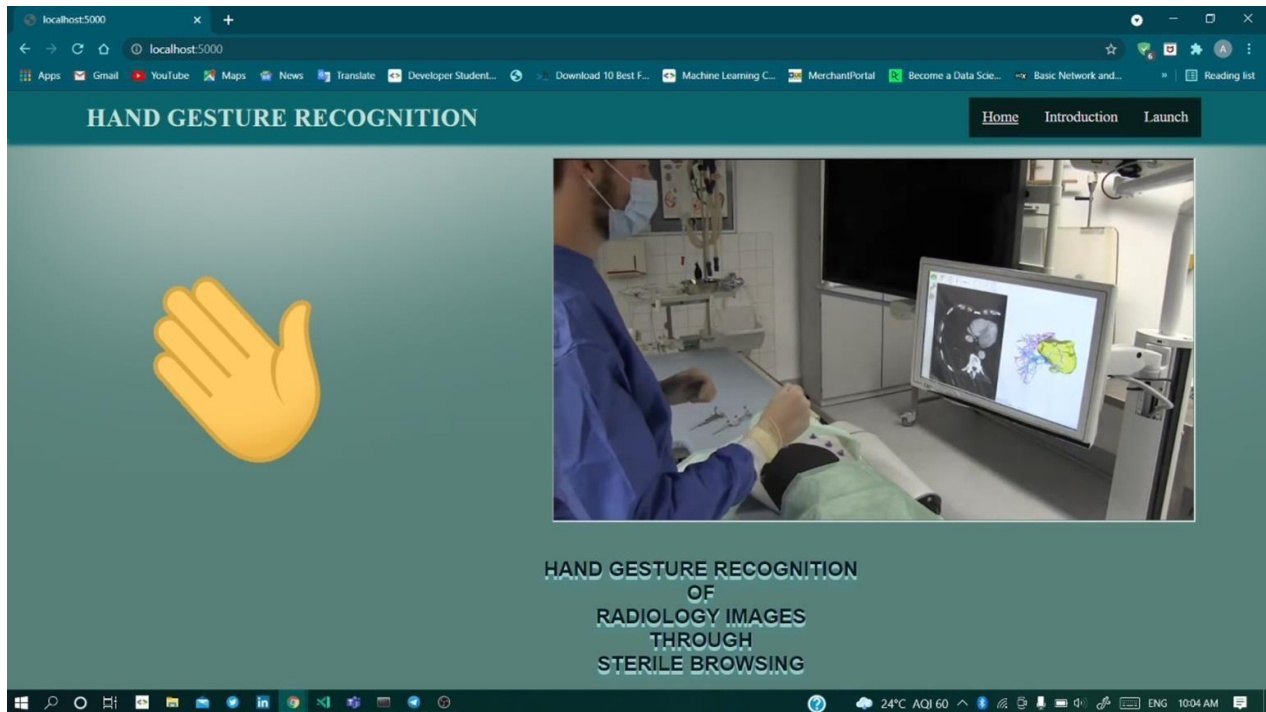 localhost:5000
localhost:5000
Apps Gmail YouTube Maps News Translate Developer Student... Download 10 Best F... Machine Learning C... MerchantPortal Become a Data Scie... Basic Network and... » Reading list
HAND GESTURE RECOGNITION
Home Introduction Launch
HAND GESTURE RECOGNITION
OF
RADIOLOGY IMAGES
THROUGH
STERILE BROWSING
24°C AQI 60 ENG 10:04 AM